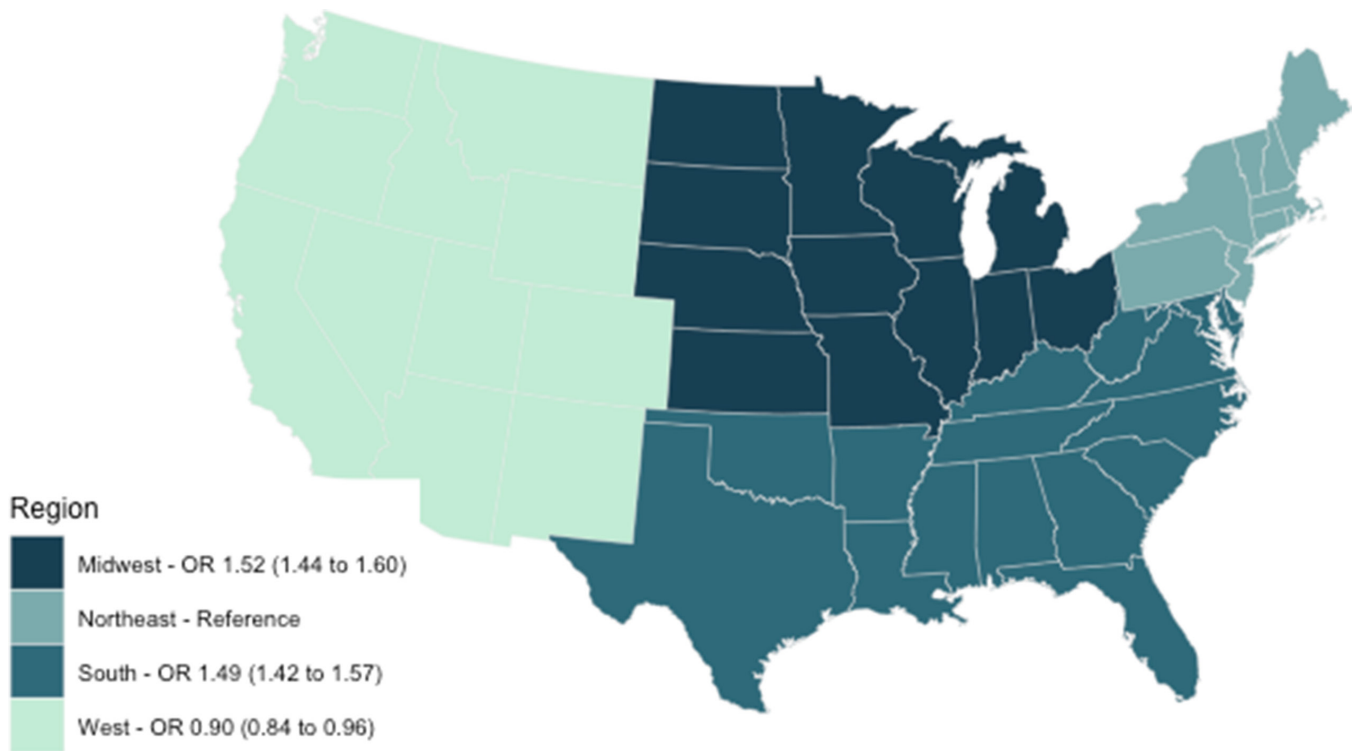 Region
Midwest - OR 1.52 (1.44 to 1.60)
Northeast - Reference
South - OR 1.49 (1.42 to 1.57)
West - OR 0.90 (0.84 to 0.96)